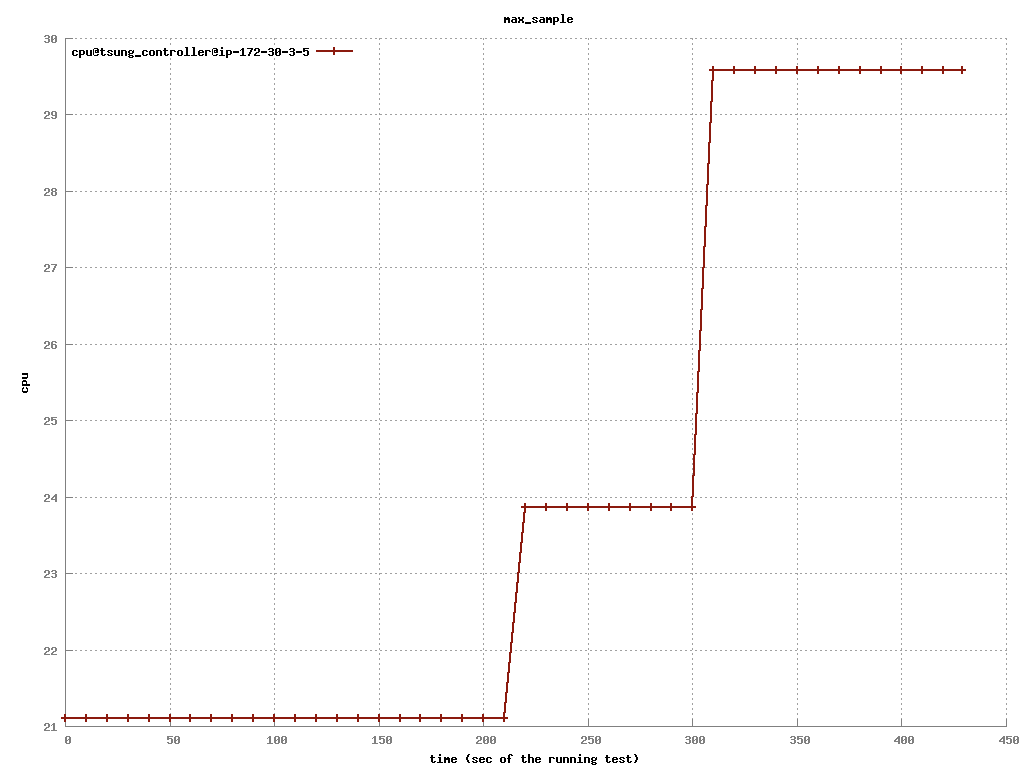 max_sample
cpu@tsung_controller@ip-172-30-3-5
30
29
28
27
26
25
24
23
22
21
cpu
0 50 100 150 200 250 300 350 400 450
time (sec of the running test)